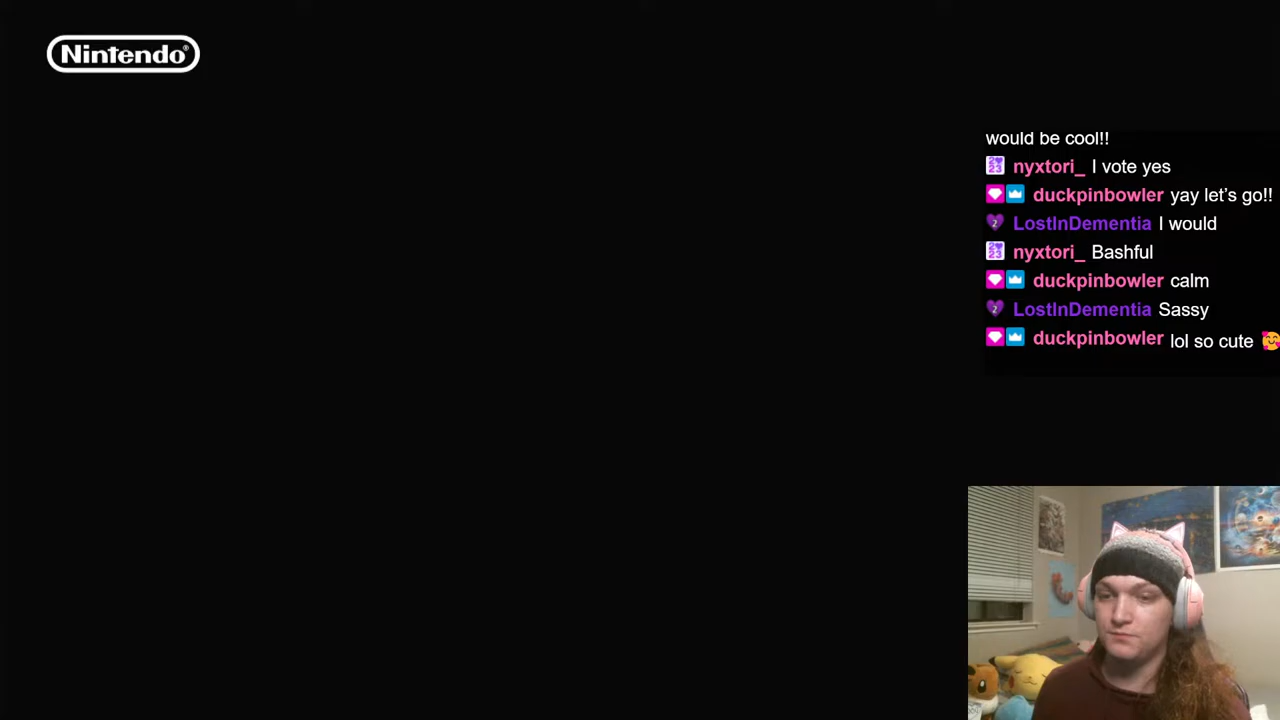 Nintendo®
would be cool!!
nyxtori_ I vote yes
duckpinbowler yay let's go!!
LostInDementia I would
nyxtori_ Bashful
duckpinbowler calm
LostInDementia Sassy
duckpinbowler lol so cute 🥰